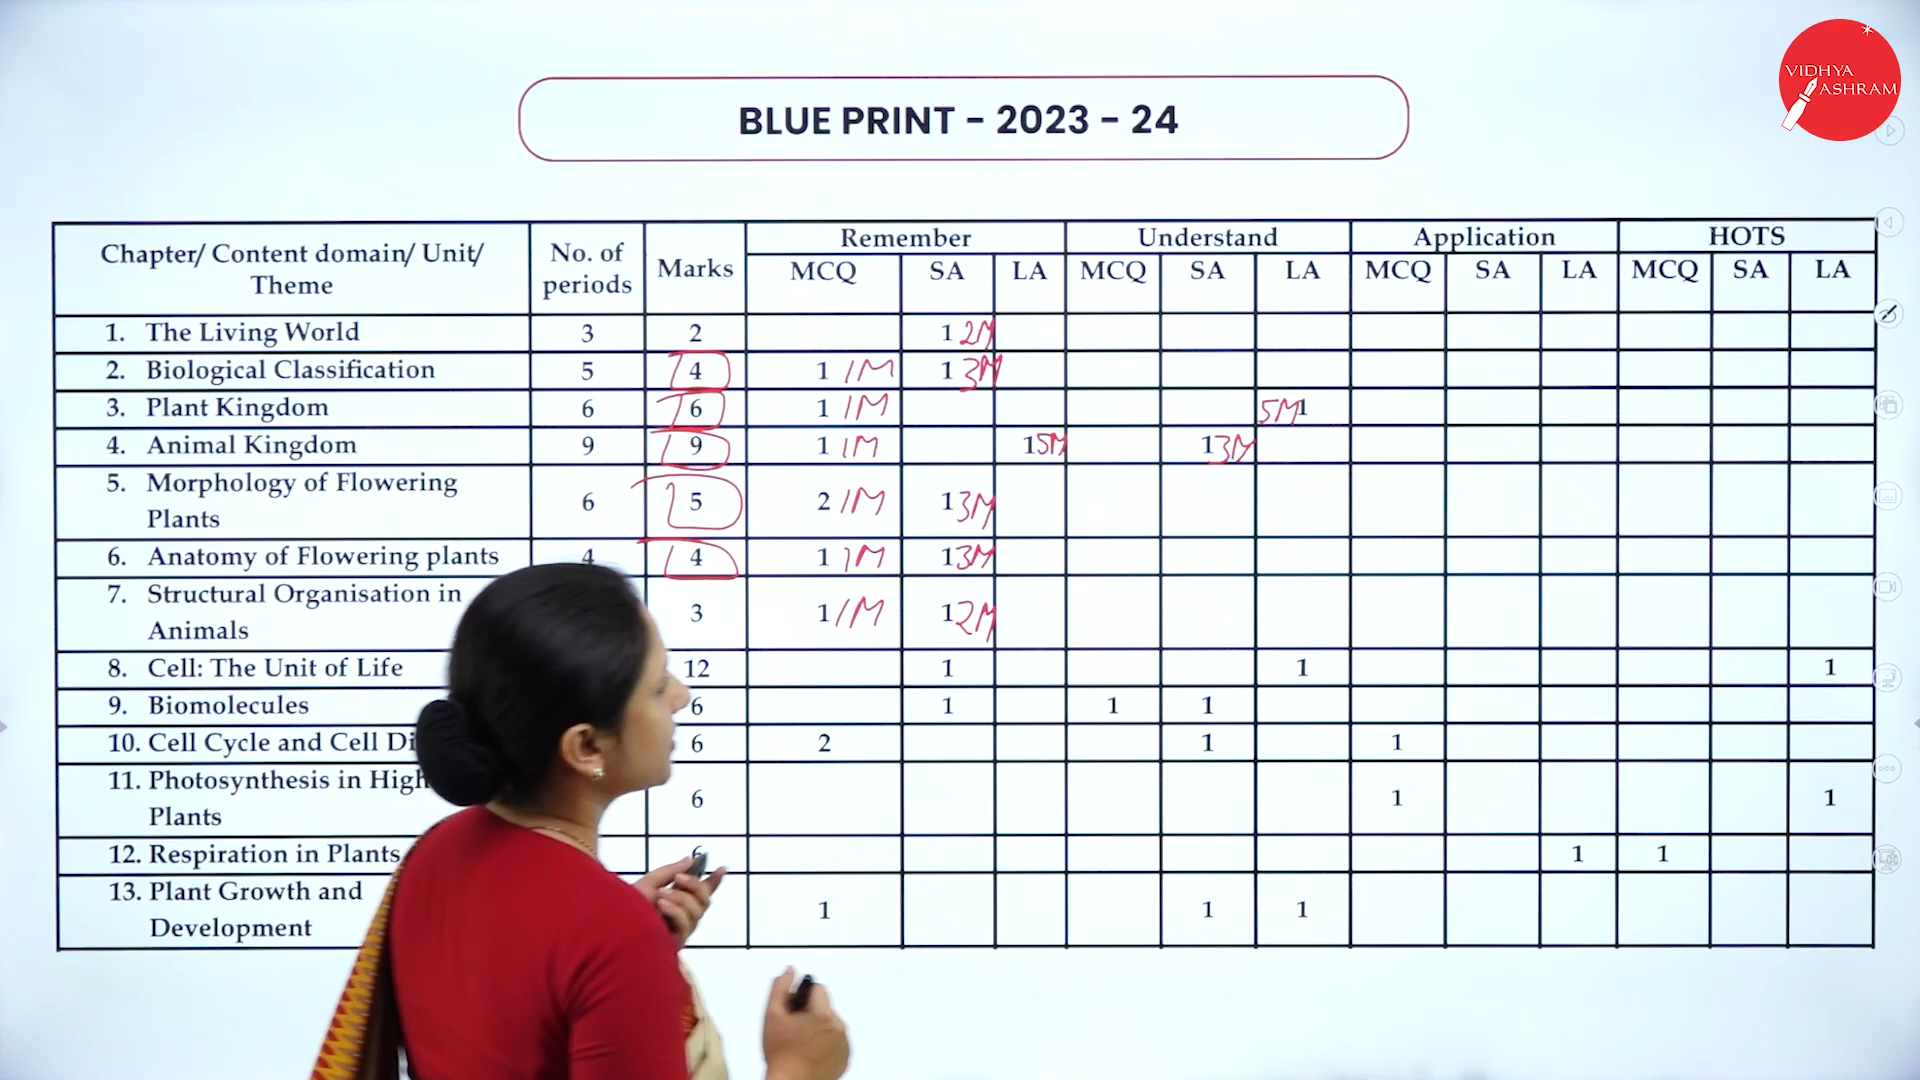 VIDHYA
ASHRAM
BLUE PRINT - 2023 - 24
Chapter/ Content domain/ Unit/ Theme No. of periods Marks Remember Understand Application HOTS
MCQ SA LA MCQ SA LA MCQ SA LA MCQ SA LA
1. The Living World 3 2 1 2M
2. Biological Classification 5 4 1 1M 1 3M
3. Plant Kingdom 6 6 1 1M 5M 1
4. Animal Kingdom 9 9 1 1M 1 5M 1 3M
5. Morphology of Flowering
Plants 6 5 2 1M 1 3M
6. Anatomy of Flowering plants 4 4 1 1M 1 3M
7. Structural Organisation in
Animals 3 1 1M 1 2M
8. Cell: The Unit of Life 12 1 1 1
9. Biomolecules 6 1 1 1
10. Cell Cycle and Cell Di 6 2 1 1
11. Photosynthesis in High
Plants 6 1 1
12. Respiration in Plants 1 1
13. Plant Growth and
Development 1 1 1